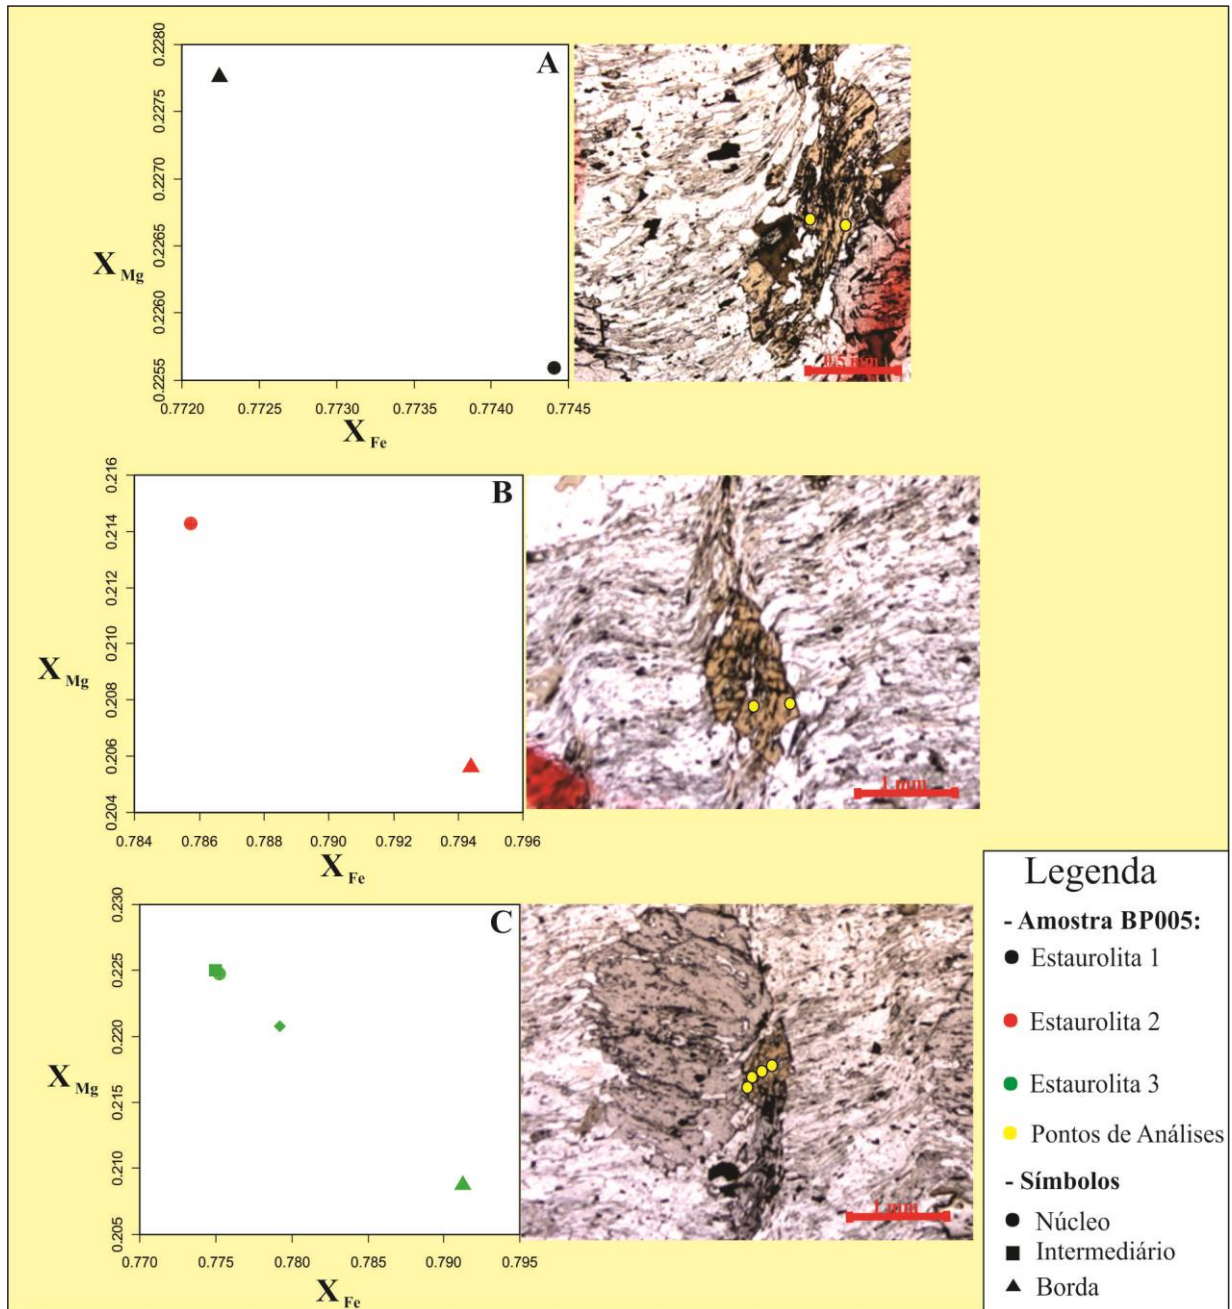 A
0.2280
0.2275
0.2270
0.2265
0.2260
0.2255
X Mg
0.7720 0.7725 0.7730 0.7735 0.7740 0.7745
X Fe
0.5 mm
B
0.216
0.214
0.212
0.210
0.208
0.206
0.204
X Mg
0.784 0.786 0.788 0.790 0.792 0.794 0.796
X Fe
1 mm
C
0.230
0.225
0.220
0.215
0.210
0.205
X Mg
0.770 0.775 0.780 0.785 0.790 0.795
X Fe
1 mm
Legenda
- Amostra BP005:
Estaurolita 1
Estaurolita 2
Estaurolita 3
Pontos de Análises
- Símbolos
Núcleo
Intermediário
Borda